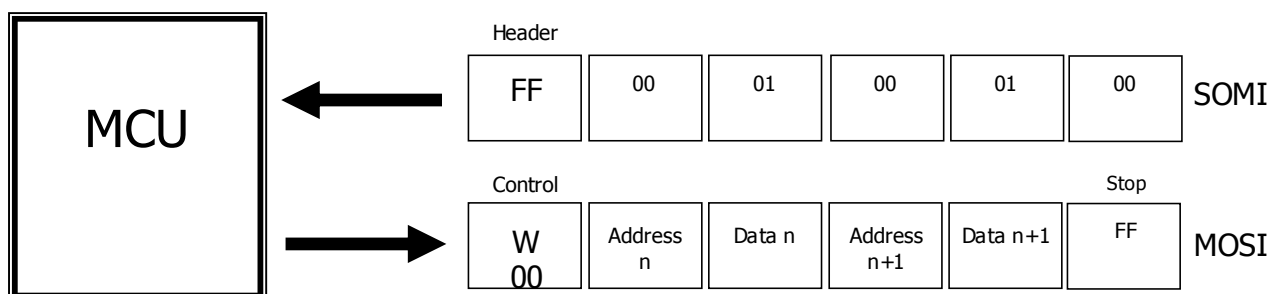 MCU
Header
FF
00
01
00
01
00
SOMI
Control
Stop
W
00
Address
n
Data n
Address
n+1
Data n+1
FF
MOSI